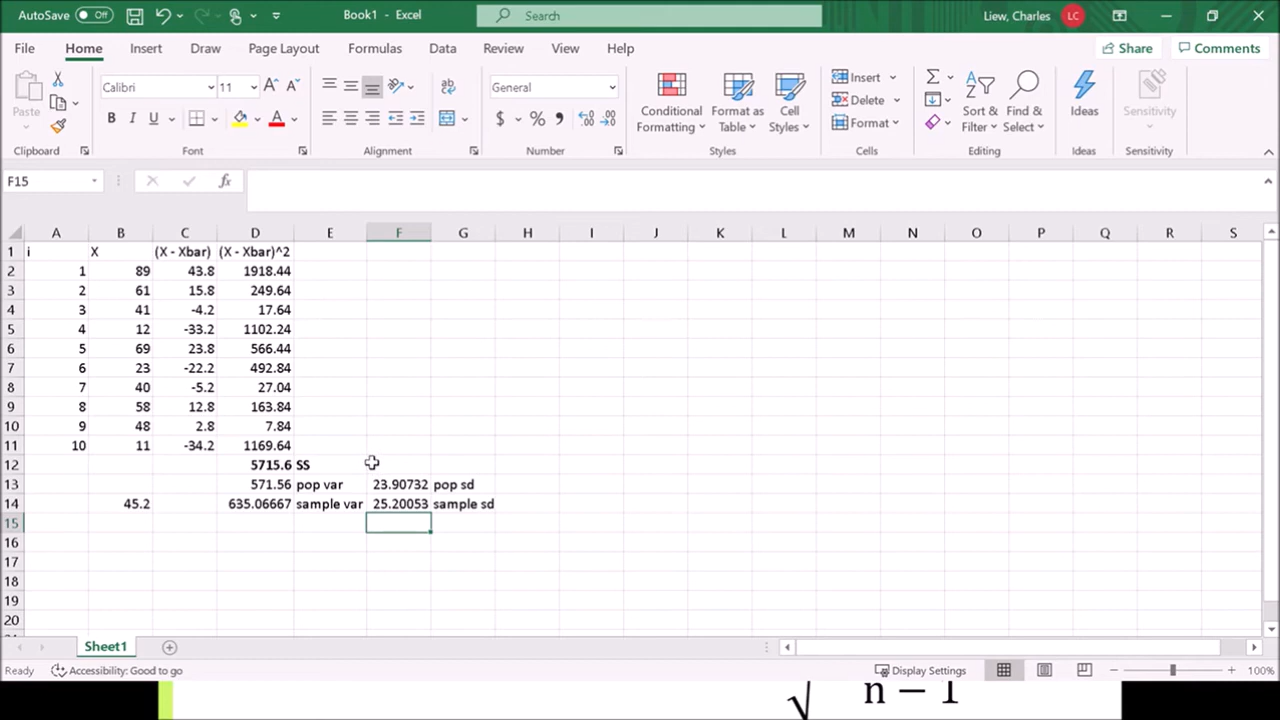 AutoSave Off Book1 - Excel Search Liew, Charles LC
File Home Insert Draw Page Layout Formulas Data Review View Help Share Comments
Paste Calibri 11 General Conditional Formatting Format as Table Cell Styles Insert Delete Format Sort & Filter Find & Select Ideas Sensitivity
Clipboard Font Alignment Number Styles Cells Editing Ideas Sensitivity
F15 fx
A B C D E F G H I J K L M N O P Q R S
1 i X (X - Xbar) (X - Xbar)^2
2 1 89 43.8 1918.44
3 2 61 15.8 249.64
4 3 41 -4.2 17.64
5 4 12 -33.2 1102.24
6 5 69 23.8 566.44
7 6 23 -22.2 492.84
8 7 40 -5.2 27.04
9 8 58 12.8 163.84
10 9 48 2.8 7.84
11 10 11 -34.2 1169.64
12 5715.6 SS
13 571.56 pop var 23.90732 pop sd
14 45.2 635.06667 sample var 25.20053 sample sd
15
16
17
18
19
20
Sheet1
Ready Accessibility: Good to go Display Settings 100%
√ n − 1